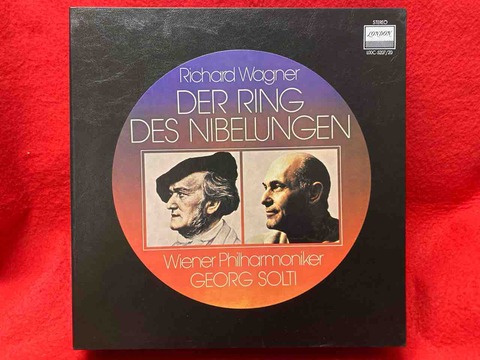 STEREO
LONDON
Richard Wagner
DER RING
DES NIBELUNGEN
Wiener Philharmoniker
GEORG SOLTI